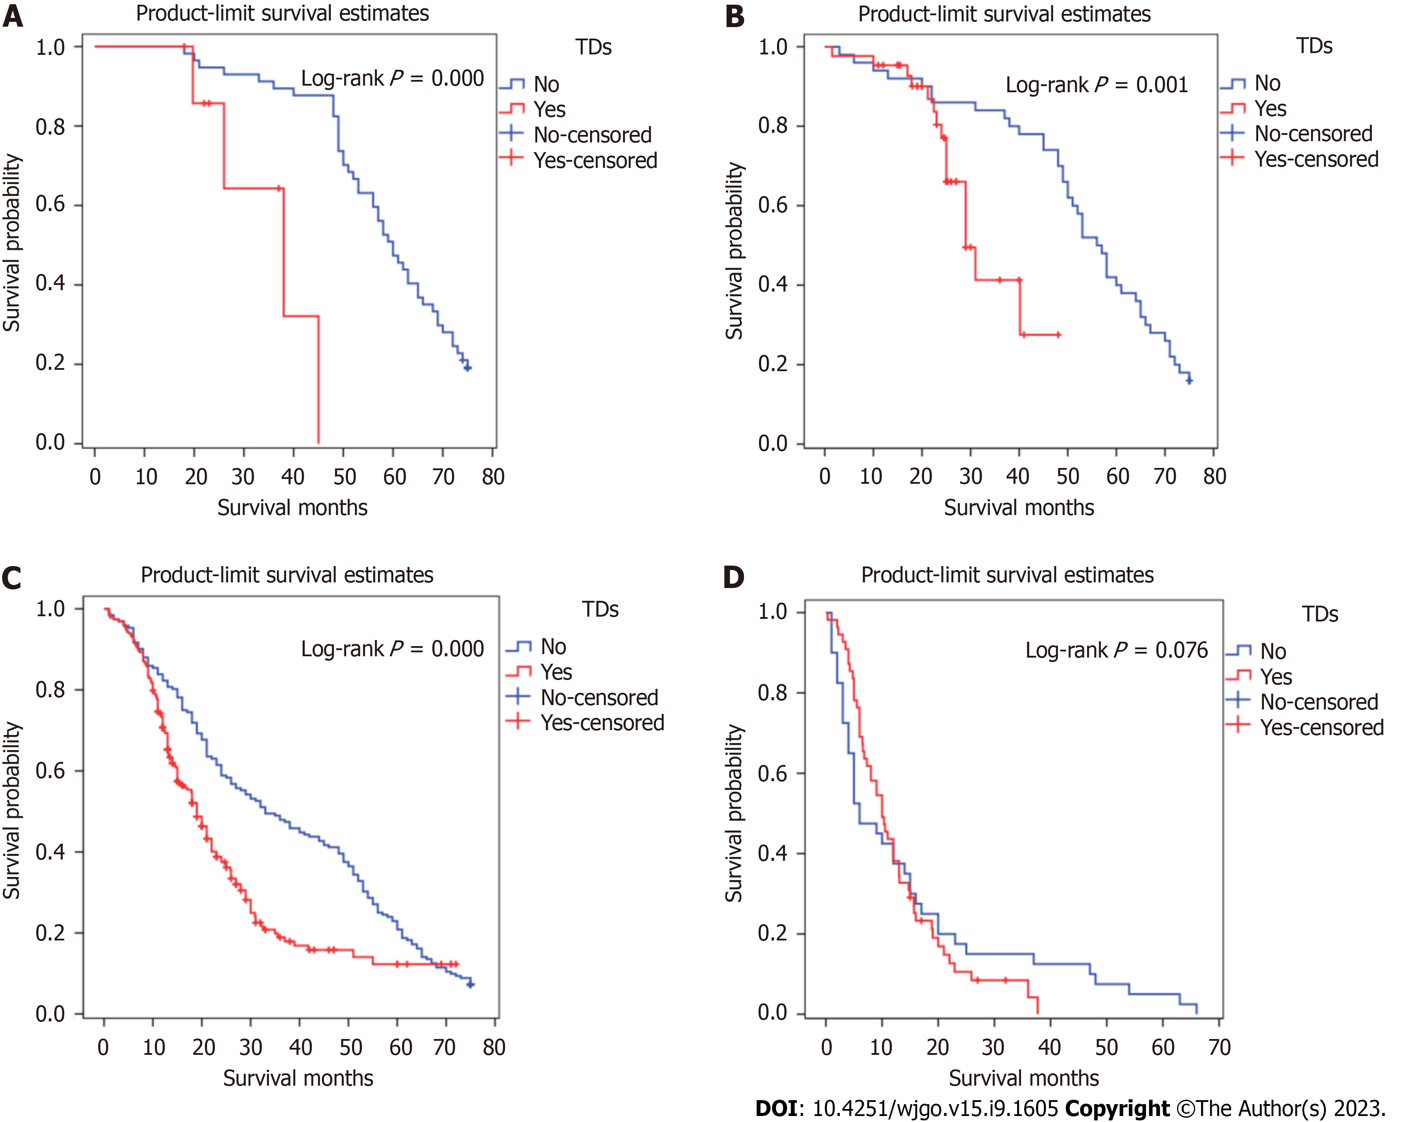 A
Product-limit survival estimates
TDs
Log-rank P = 0.000
No
Yes
No-censored
Yes-censored
Survival probability
1.0
0.8
0.6
0.4
0.2
0.0
0 10 20 30 40 50 60 70 80
Survival months
B
Product-limit survival estimates
TDs
Log-rank P = 0.001
No
Yes
No-censored
Yes-censored
Survival probability
1.0
0.8
0.6
0.4
0.2
0.0
0 10 20 30 40 50 60 70 80
Survival months
C
Product-limit survival estimates
TDs
Log-rank P = 0.000
No
Yes
No-censored
Yes-censored
Survival probability
1.0
0.8
0.6
0.4
0.2
0.0
0 10 20 30 40 50 60 70 80
Survival months
D
Product-limit survival estimates
TDs
Log-rank P = 0.076
No
Yes
No-censored
Yes-censored
Survival probability
1.0
0.8
0.6
0.4
0.2
0.0
0 10 20 30 40 50 60 70
Survival months
DOI: 10.4251/wjgo.v15.i9.1605 Copyright ©The Author(s) 2023.